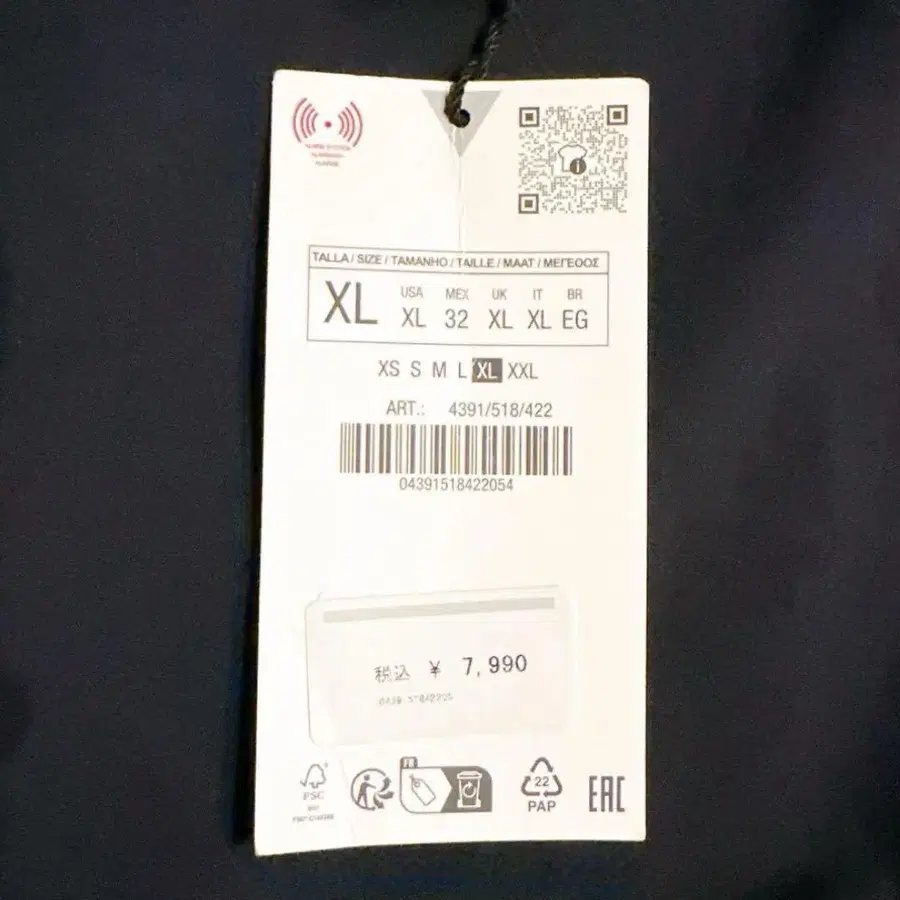 TALLA / SIZE / TAMANHO / TAILLE / MAAT / ΜΕΓΕΘΟΣ
XL
USA MEX UK IT BR
XL 32 XL XL EG
XS S M L XL XXL
ART.: 4391/518/422
04391518422054
税込 ¥ 7,990
FR
FSC
22
PAP
EAC